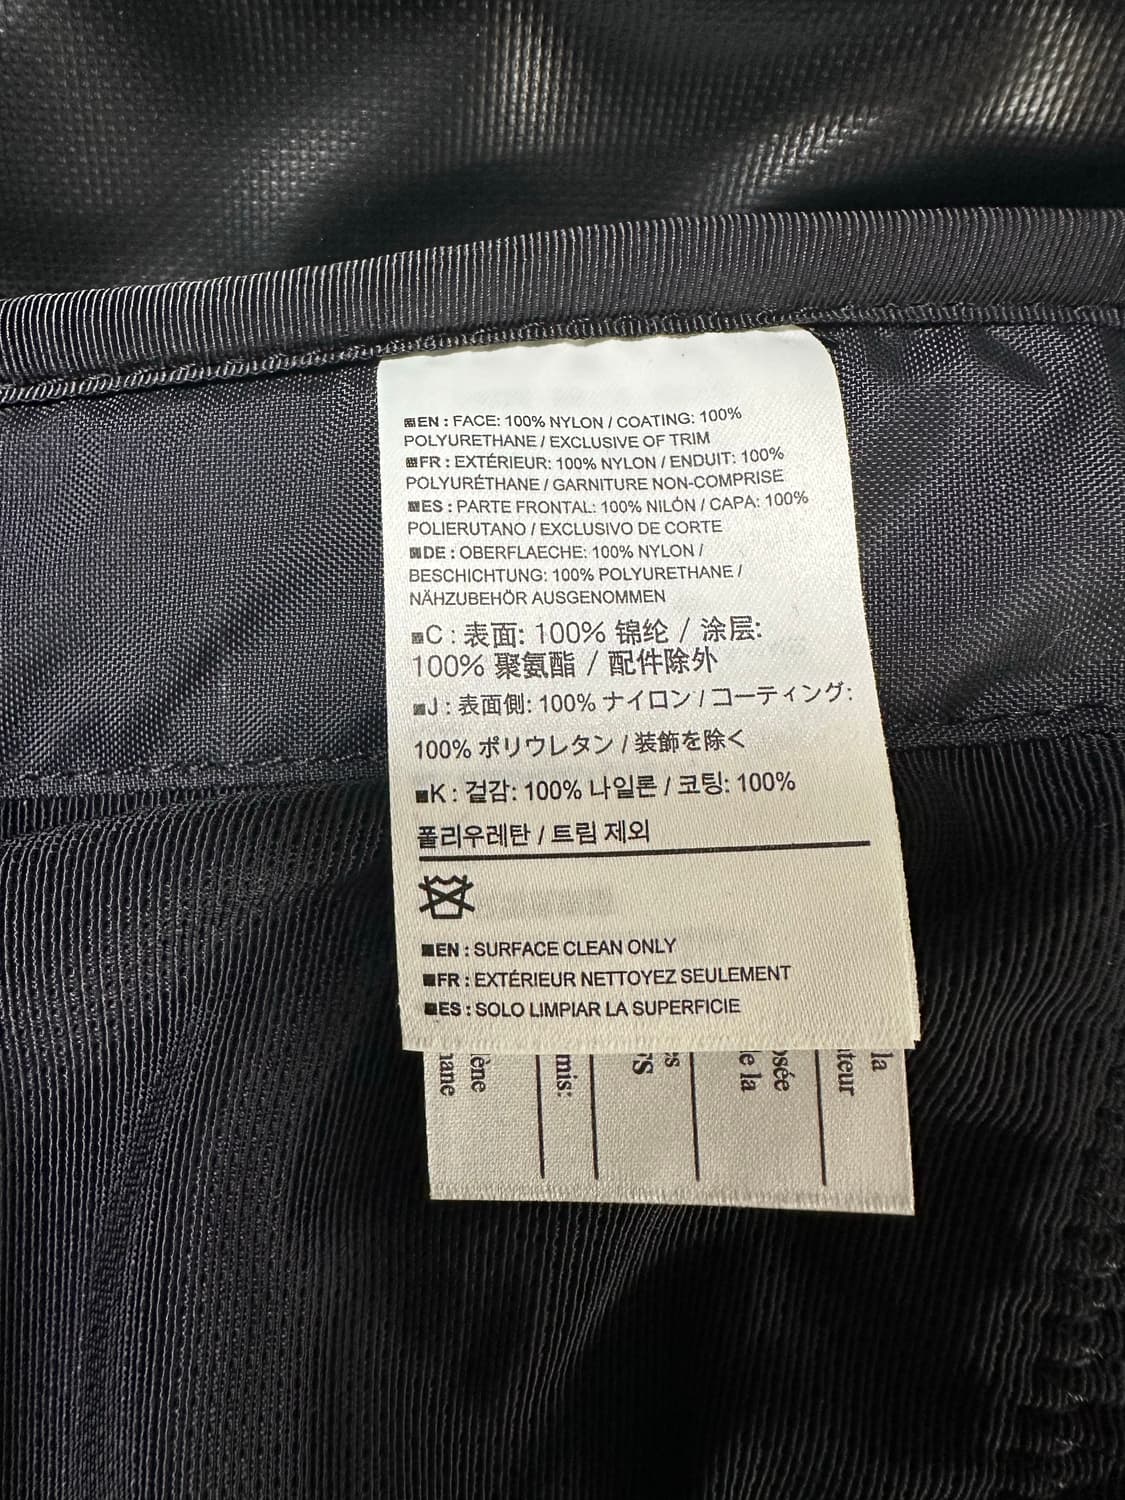 EN : FACE: 100% NYLON / COATING: 100%
POLYURETHANE / EXCLUSIVE OF TRIM
FR : EXTÉRIEUR: 100% NYLON / ENDUIT: 100%
POLYURÉTHANE / GARNITURE NON-COMPRISE
ES : PARTE FRONTAL: 100% NILÓN / CAPA: 100%
POLIERUTANO / EXCLUSIVO DE CORTE
DE : OBERFLAECHE: 100% NYLON /
BESCHICHTUNG: 100% POLYURETHANE /
NÄHZUBEHÖR AUSGENOMMEN
C : 表面: 100% 锦纶 / 涂层:
100% 聚氨酯 / 配件除外
J : 表面側: 100% ナイロン / コーティング:
100% ポリウレタン / 装飾を除く
K : 겉감: 100% 나일론 / 코팅: 100%
폴리우레탄 / 트림 제외
EN : SURFACE CLEAN ONLY
FR : EXTÉRIEUR NETTOYEZ SEULEMENT
ES : SOLO LIMPIAR LA SUPERFICIE
la